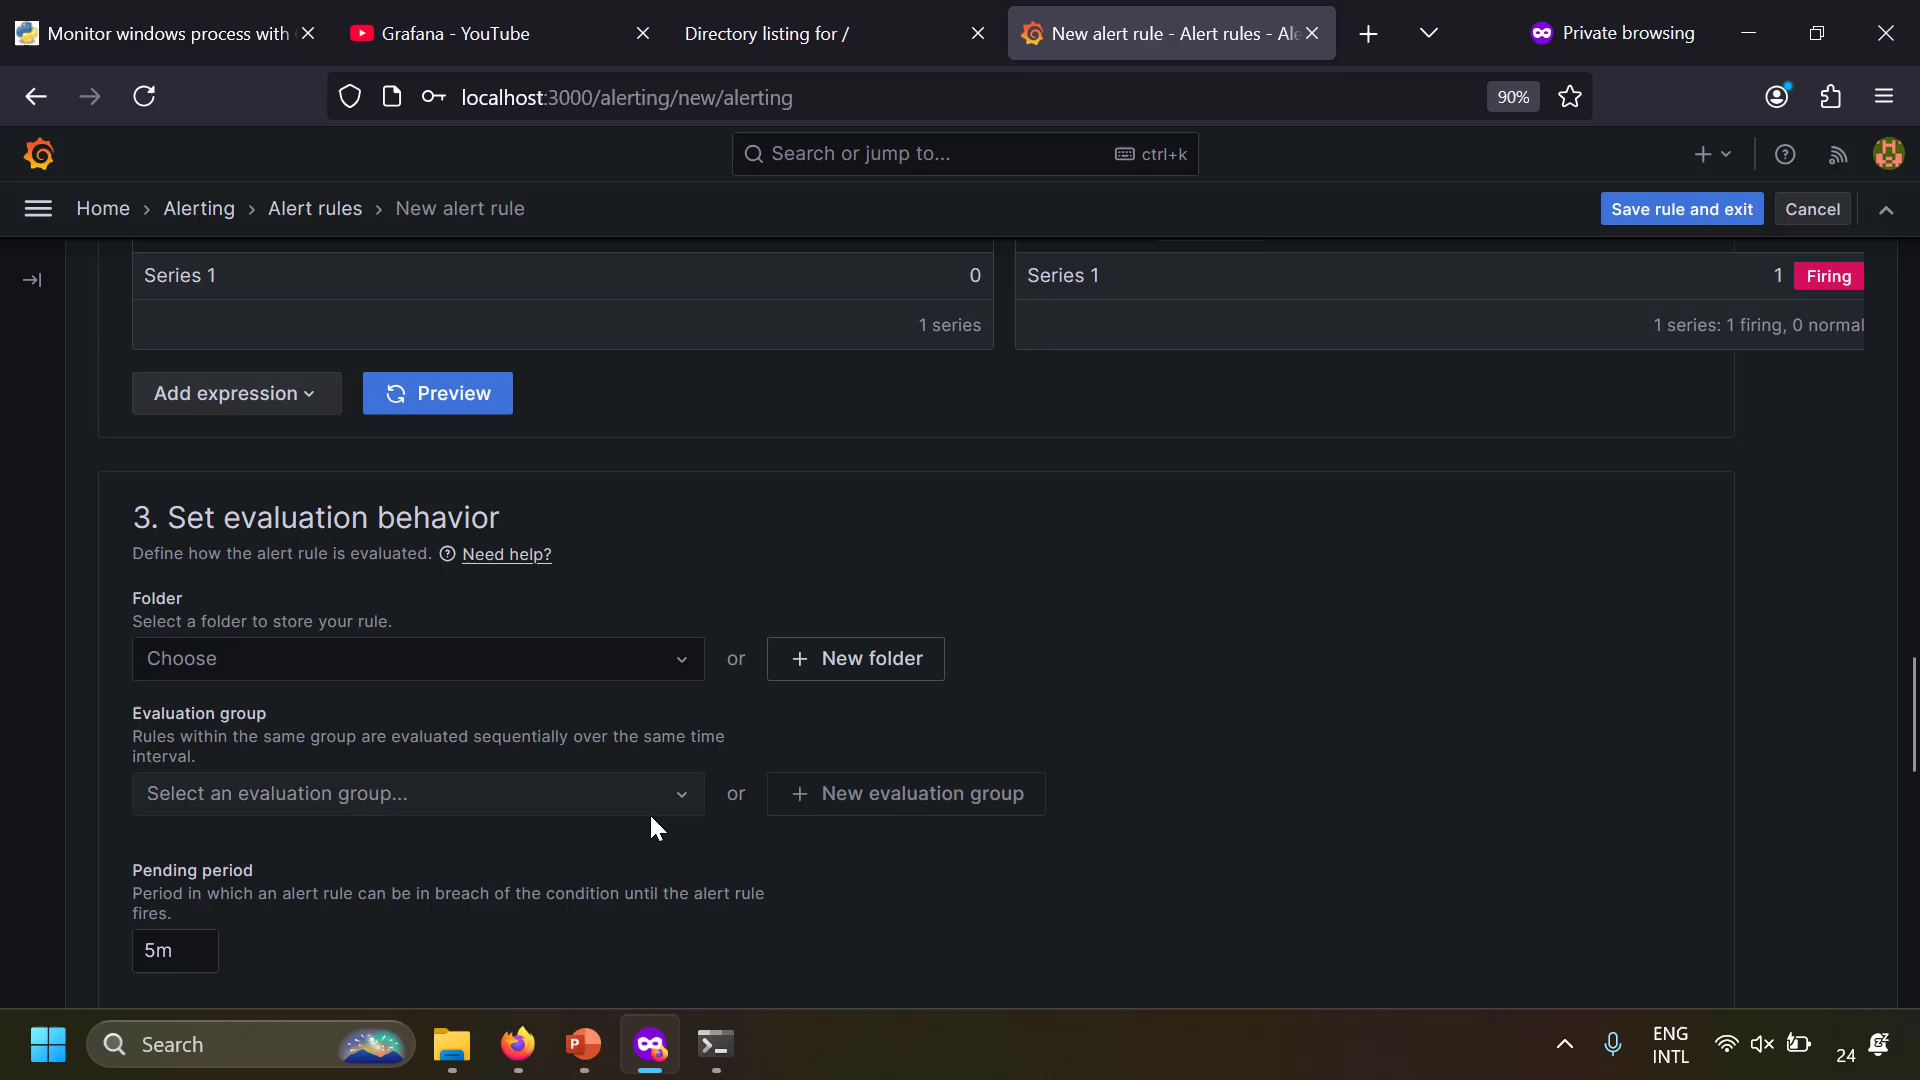 Monitor windows process with
Grafana - YouTube
Directory listing for /
New alert rule - Alert rules - Ale
Private browsing
localhost:3000/alerting/new/alerting
90%
Search or jump to...
ctrl+k
Home › Alerting › Alert rules › New alert rule
Save rule and exit
Cancel
Series 1
0
Series 1
1
Firing
1 series
1 series: 1 firing, 0 normal
Add expression
Preview
3. Set evaluation behavior
Define how the alert rule is evaluated. Need help?
Folder
Select a folder to store your rule.
Choose
or
+ New folder
Evaluation group
Rules within the same group are evaluated sequentially over the same time
interval.
Select an evaluation group...
or
+ New evaluation group
Pending period
Period in which an alert rule can be in breach of the condition until the alert rule
fires.
5m
Search
P
ENG
INTL
24